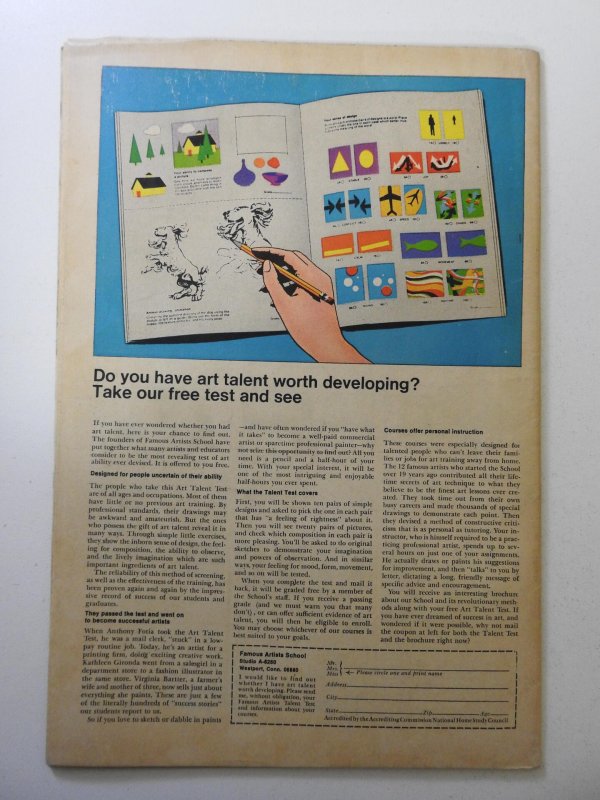 Your sense of design
Your ability to compose
a picture
Animal drawing
Do you have art talent worth developing?
Take our free test and see
If you have ever wondered whether you had
art talent, here is your chance to find out.
The founders of Famous Artists School have
put together what many artists and educators
consider to be the most revealing test of art
ability ever devised. It is offered to you free.
Designed for people uncertain of their ability
The people who take this Art Talent Test
are of all ages and occupations. Most of them
have little or no previous art training. By
professional standards, their drawings may
be awkward and amateurish. But the ones
who possess the gift of art talent reveal it in
many ways. Through simple little exercises,
they show the inborn sense of design, the feel-
ing for composition, the ability to observe,
and the lively imagination which are such
important ingredients of art talent.
The reliability of this method of screening,
as well as the effectiveness of the training, has
been proven again and again by the impres-
sive record of success of our students and
graduates.
They passed the test and went on
to become successful artists
When Anthony Fotia took the Art Talent
Test, he was a mail clerk, "stuck" in a low-
pay routine job. Today, he's an artist for a
printing firm, doing exciting creative work.
Kathleen Gironda went from a salesgirl in a
department store to a fashion illustrator in
the same store. Virginia Bartter, a farmer's
wife and mother of three, now sells just about
everything she paints. These are just a few
of the literally hundreds of "success stories"
our students report to us.
So if you love to sketch or dabble in paints
—and have often wondered if you "have what
it takes" to become a well-paid commercial
artist or sparetime professional painter—why
not seize this opportunity to find out? All you
need is a pencil and a half-hour of your
time. With your special interest, it will be
one of the most intriguing and enjoyable
half-hours you ever spent.
What the Talent Test covers
First, you will be shown ten pairs of simple
designs and asked to pick the one in each pair
that has "a feeling of rightness" about it.
Then you will see twenty pairs of pictures,
and check which composition in each pair is
more pleasing. You'll be asked to do original
sketches to demonstrate your imagination
and powers of observation. And in similar
ways, your feeling for mood, form, movement,
and so on will be tested.
When you complete the test and mail it
back, it will be graded free by a member of
the School's staff. If you receive a passing
grade (and we must warn you that many
don't), or can offer sufficient evidence of art
talent, you will then be eligible to enroll.
You may choose whichever of our courses is
best suited to your goals.
Courses offer personal instruction
These courses were especially designed for
talented people who can't leave their fami-
lies or jobs for art training away from home.
The 12 famous artists who started the School
over 19 years ago contributed all their life-
time secrets of art technique to what they
believe to be the finest art lessons ever cre-
ated. They took time out from their own
busy careers and made thousands of special
drawings to demonstrate each point. Then
they devised a method of constructive criti-
cism that is as personal as tutoring. Your in-
structor, who is himself required to be a prac-
ticing professional artist, spends up to sev-
eral hours on just one of your assignments.
He actually draws or paints his suggestions
for improvement, and then "talks" to you by
letter, dictating a long, friendly message of
specific advice and encouragement.
You will receive an interesting brochure
about our School and its revolutionary meth-
ods along with your free Art Talent Test. If
you have ever dreamed of success in art, and
wondered if it were possible, why not mail
the coupon at left for both the Talent Test
and the brochure right now?
Famous Artists School
Studio A-8260
Westport, Conn. 06880
I would like to find out
whether I have art talent
worth developing. Please send
me, without obligation, your
Famous Artists Talent Test
and information about your
courses.
Mr.
Mrs.
Miss
Please circle one and print name
Address
City
State Zip Age
Accredited by the Accrediting Commission National Home Study Council